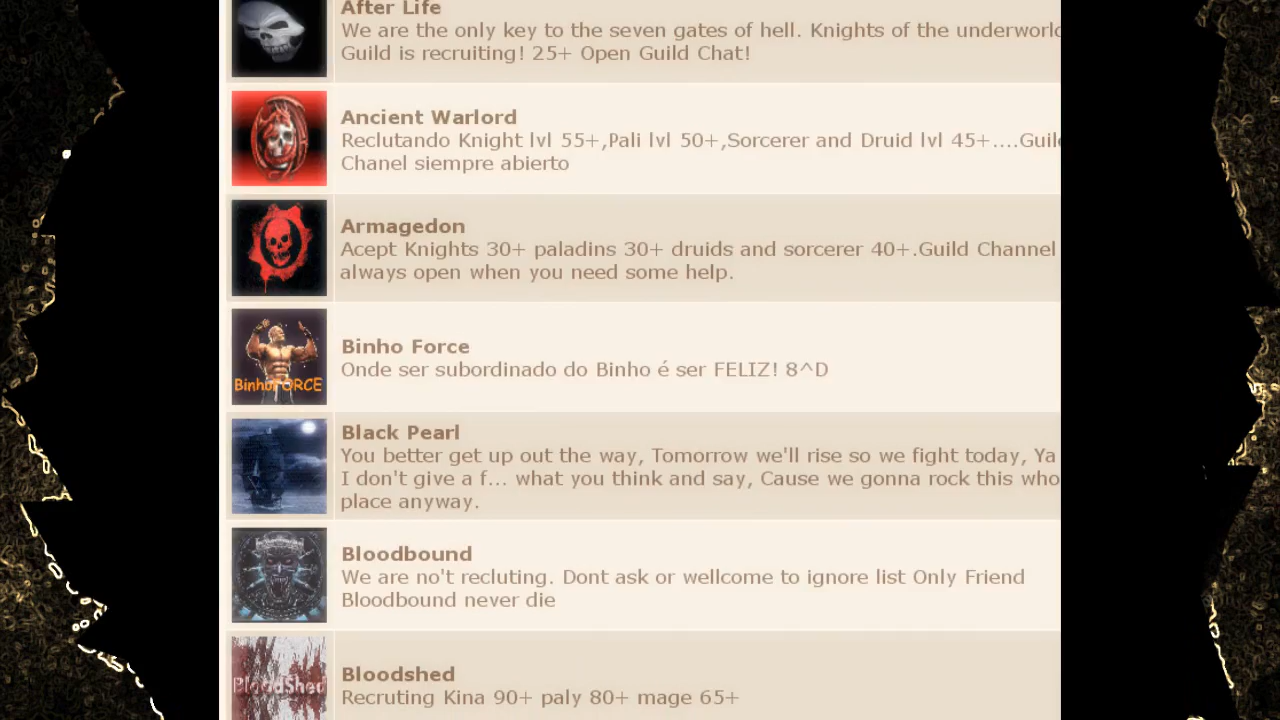 After Life
We are the only key to the seven gates of hell. Knights of the underworld
Guild is recruiting! 25+ Open Guild Chat!
Ancient Warlord
Reclutando Knight lvl 55+,Pali lvl 50+,Sorcerer and Druid lvl 45+....Guild
Chanel siempre abierto
Armagedon
Acept Knights 30+ paladins 30+ druids and sorcerer 40+.Guild Channel
always open when you need some help.
Binho Force
Onde ser subordinado do Binho é ser FELIZ! 8^D
Binho FORCE
Black Pearl
You better get up out the way, Tomorrow we'll rise so we fight today, Ya
I don't give a f... what you think and say, Cause we gonna rock this who
place anyway.
Bloodbound
We are no't recluting. Dont ask or wellcome to ignore list Only Friend
Bloodbound never die
Bloodshed
Recruting Kina 90+ paly 80+ mage 65+
BloodShed